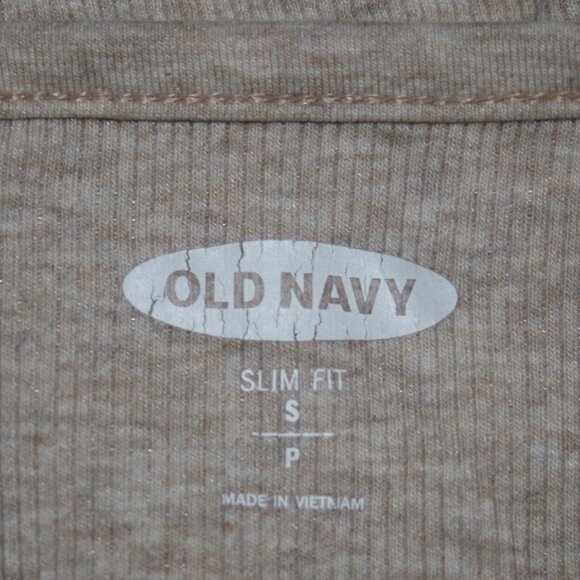 OLD NAVY
SLIM FIT
S
P
MADE IN VIETNAM